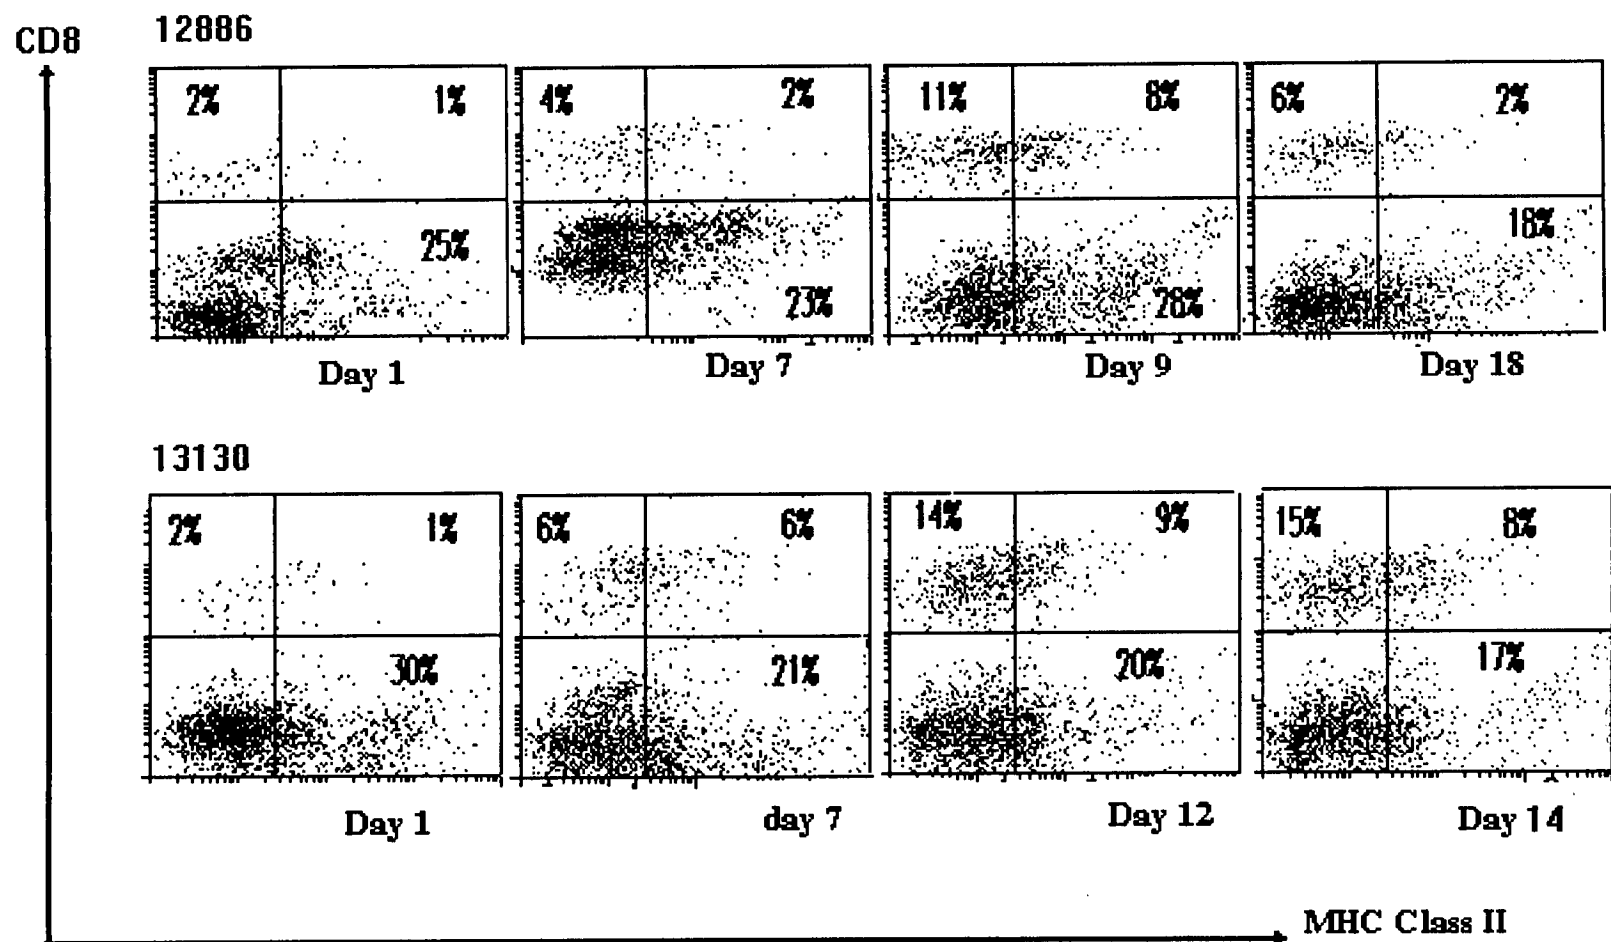 CD8
12886
2% 1% 4% 2% 11% 8% 6% 2%
25% 23% 28% 18%
Day 1 Day 7 Day 9 Day 18
13130
2% 1% 6% 6% 14% 9% 15% 8%
30% 21% 20% 17%
Day 1 day 7 Day 12 Day 14
MHC Class II